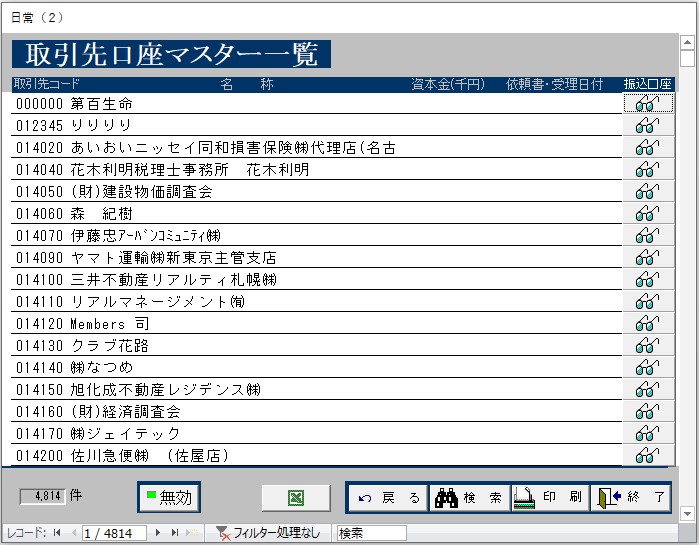 日常（２）
取引先口座マスター一覧
取引先コード 名　　称 資本金(千円) 依頼書・受理日付 振込口座
000000 第百生命
012345 りりりり
014020 あいおいニッセイ同和損害保険㈱代理店(名古
014040 花木利明税理士事務所　花木利明
014050 (財)建設物価調査会
014060 森　紀樹
014070 伊藤忠ｱｰﾊﾞﾝｺﾐｭﾆﾃｨ㈱
014090 ヤマト運輸㈱新東京主管支店
014100 三井不動産リアルティ札幌㈱
014110 リアルマネージメント㈲
014120 Members 司
014130 クラブ花路
014140 ㈱なつめ
014150 旭化成不動産レジデンス㈱
014160 (財)経済調査会
014170 ㈱ジェイテック
014200 佐川急便㈱　（佐屋店）
4,814 件 無効 戻 る 検 索 印 刷 終 了
レコード: 1 / 4814 フィルター処理なし 検索